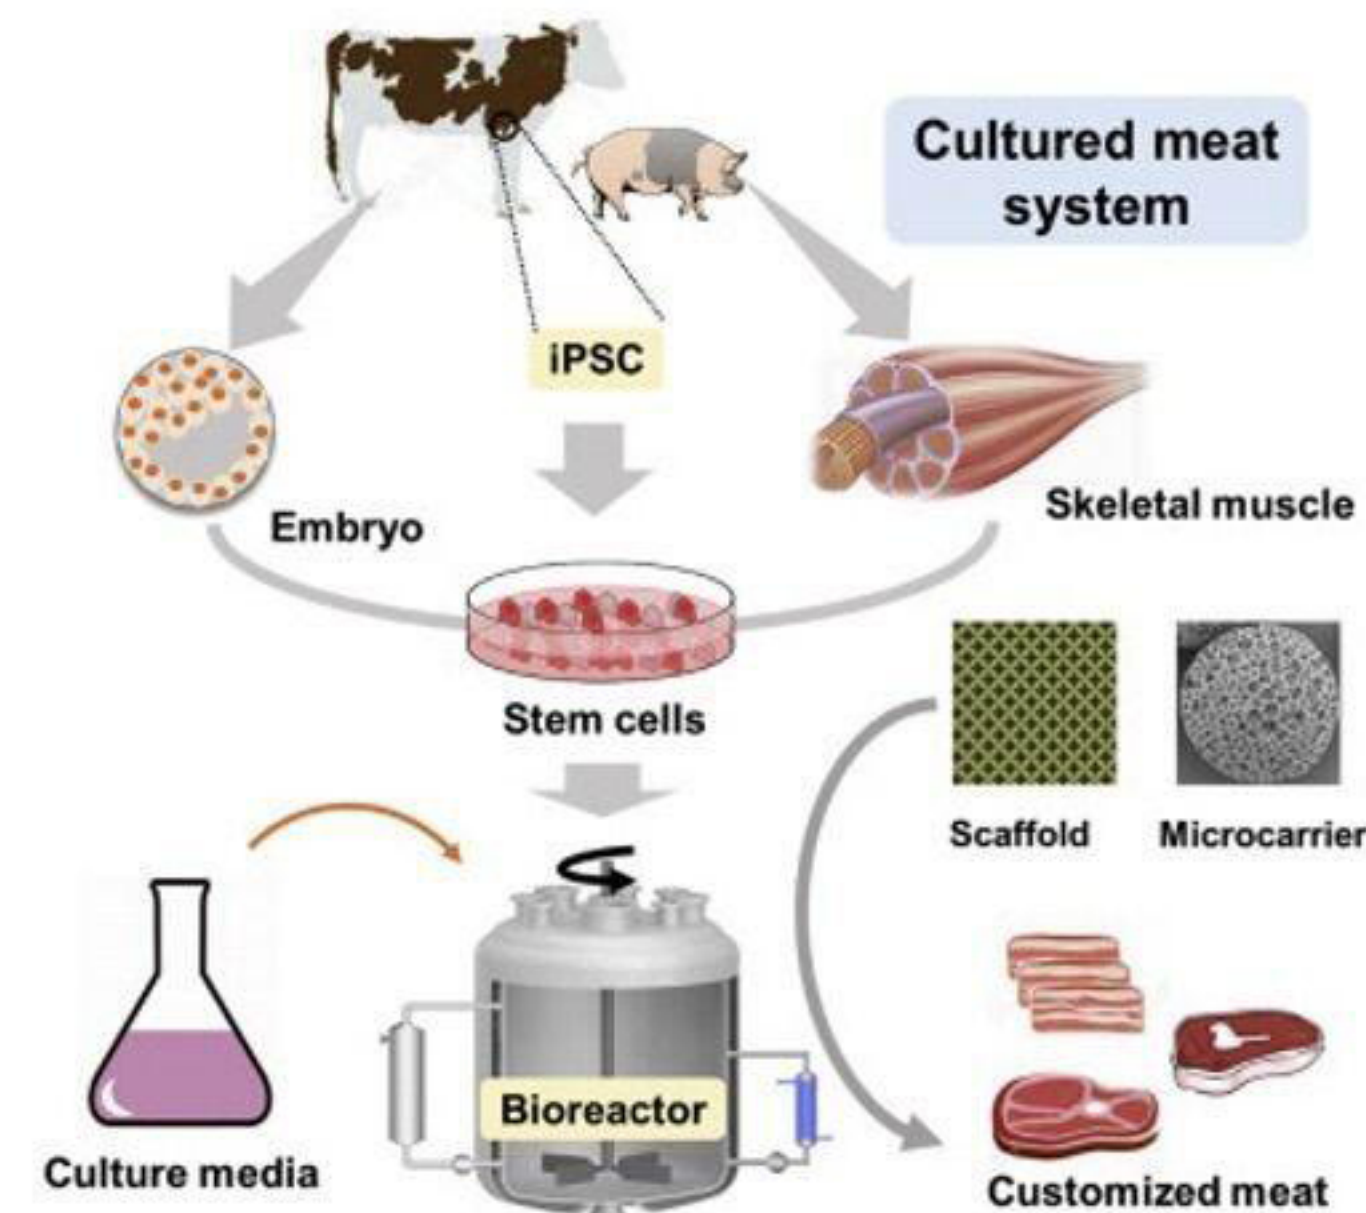 Cultured meat
system
iPSC
Embryo
Skeletal muscle
Stem cells
Scaffold
Microcarrier
Bioreactor
Culture media
Customized meat